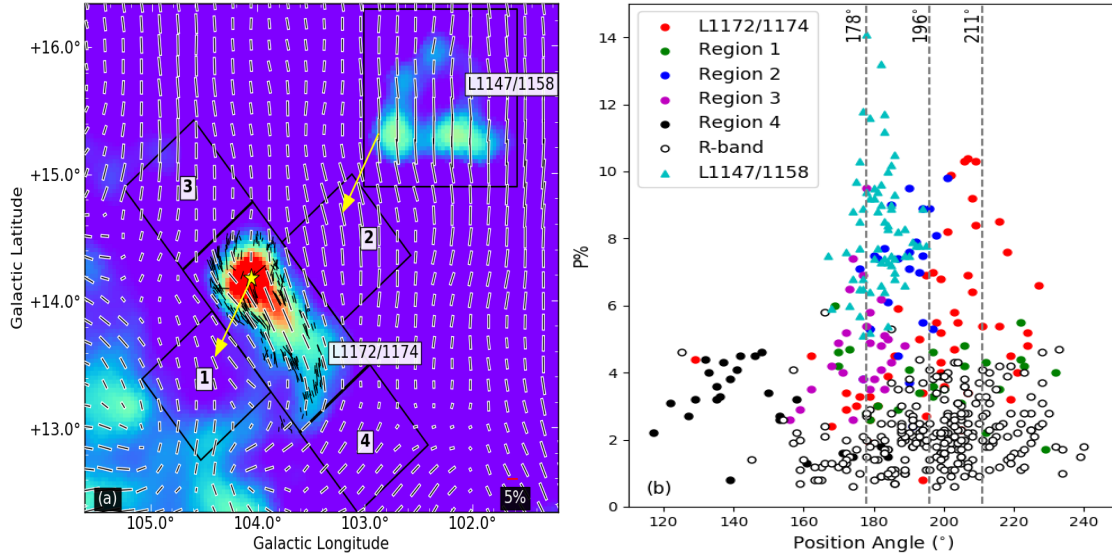 +16.0°
+15.0°
+14.0°
+13.0°
Galactic Latitude
105.0°
104.0°
103.0°
102.0°
Galactic Longitude
L1147/1158
3
2
L1172/1174
1
4
(a)
5%
14
12
10
8
6
4
2
0
P%
178°
196°
211°
L1172/1174
Region 1
Region 2
Region 3
Region 4
R-band
L1147/1158
(b)
120
140
160
180
200
220
240
Position Angle (°)